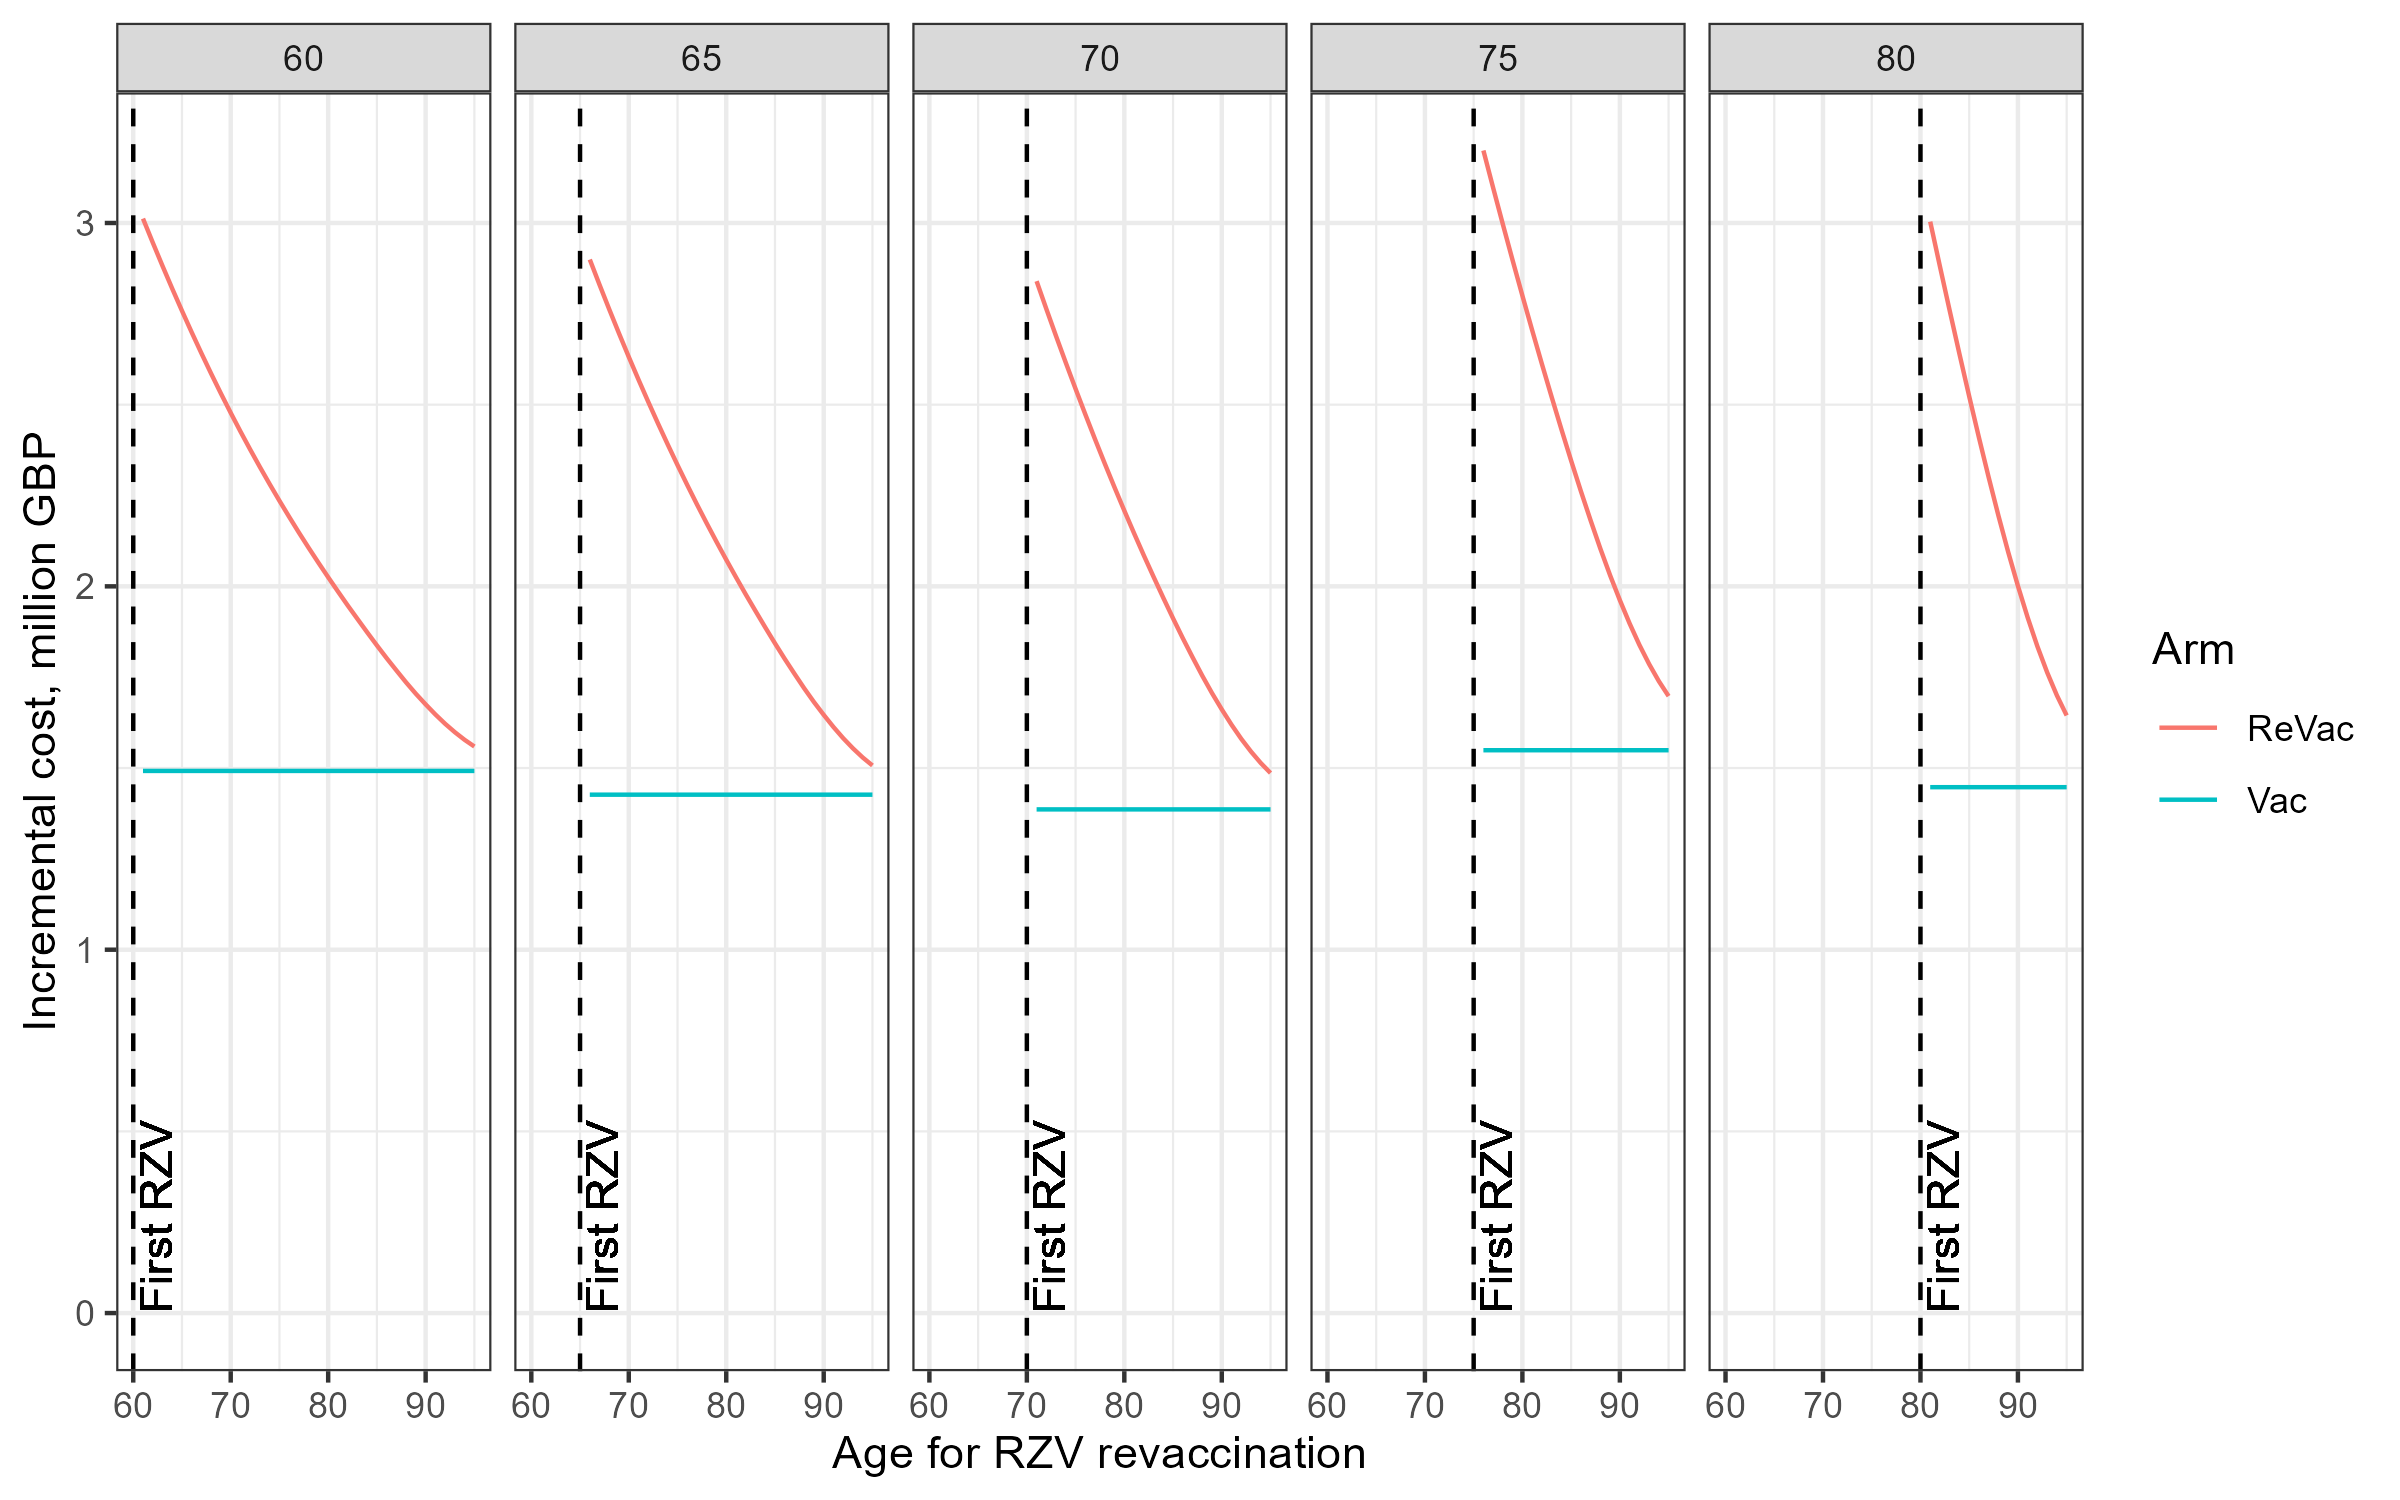 60 65 70 75 80
Incremental cost, million GBP
3
2
1
0
First RZV First RZV First RZV First RZV First RZV
60 70 80 90 60 70 80 90 60 70 80 90 60 70 80 90 60 70 80 90
Age for RZV revaccination
Arm
ReVac
Vac